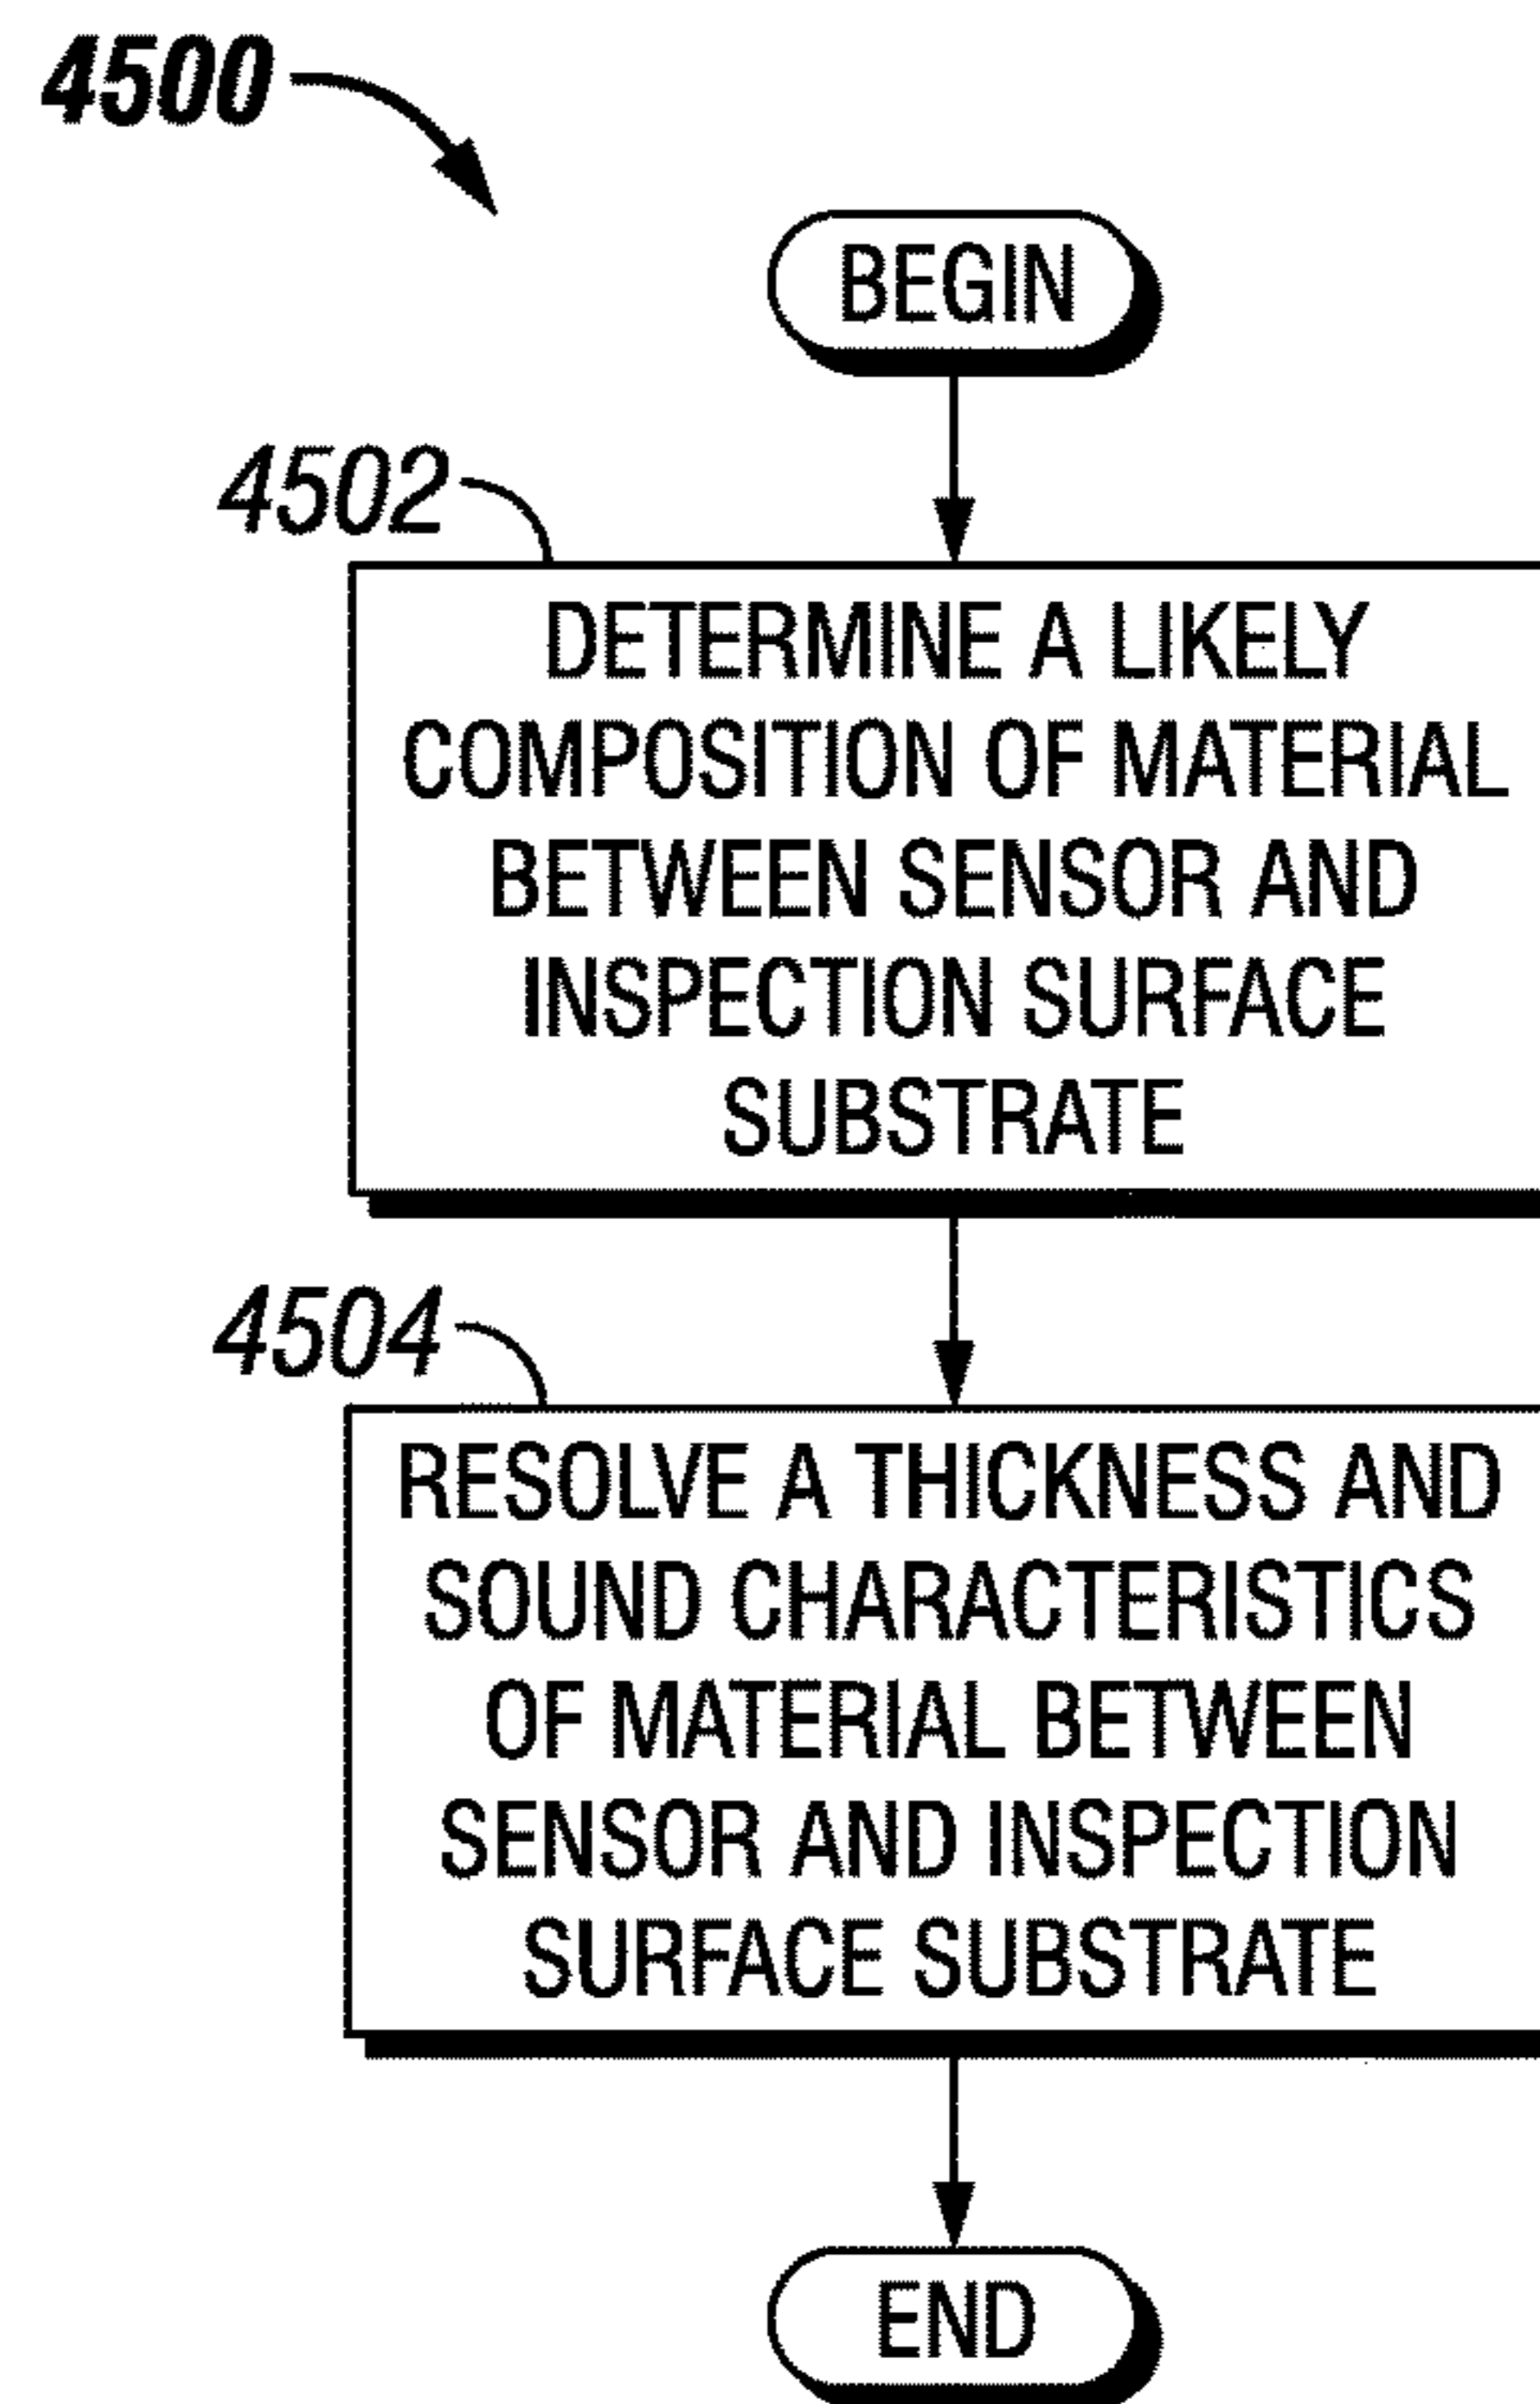 4500
BEGIN
4502
DETERMINE A LIKELY
COMPOSITION OF MATERIAL
BETWEEN SENSOR AND
INSPECTION SURFACE
SUBSTRATE
4504
RESOLVE A THICKNESS AND
SOUND CHARACTERISTICS
OF MATERIAL BETWEEN
SENSOR AND INSPECTION
SURFACE SUBSTRATE
END